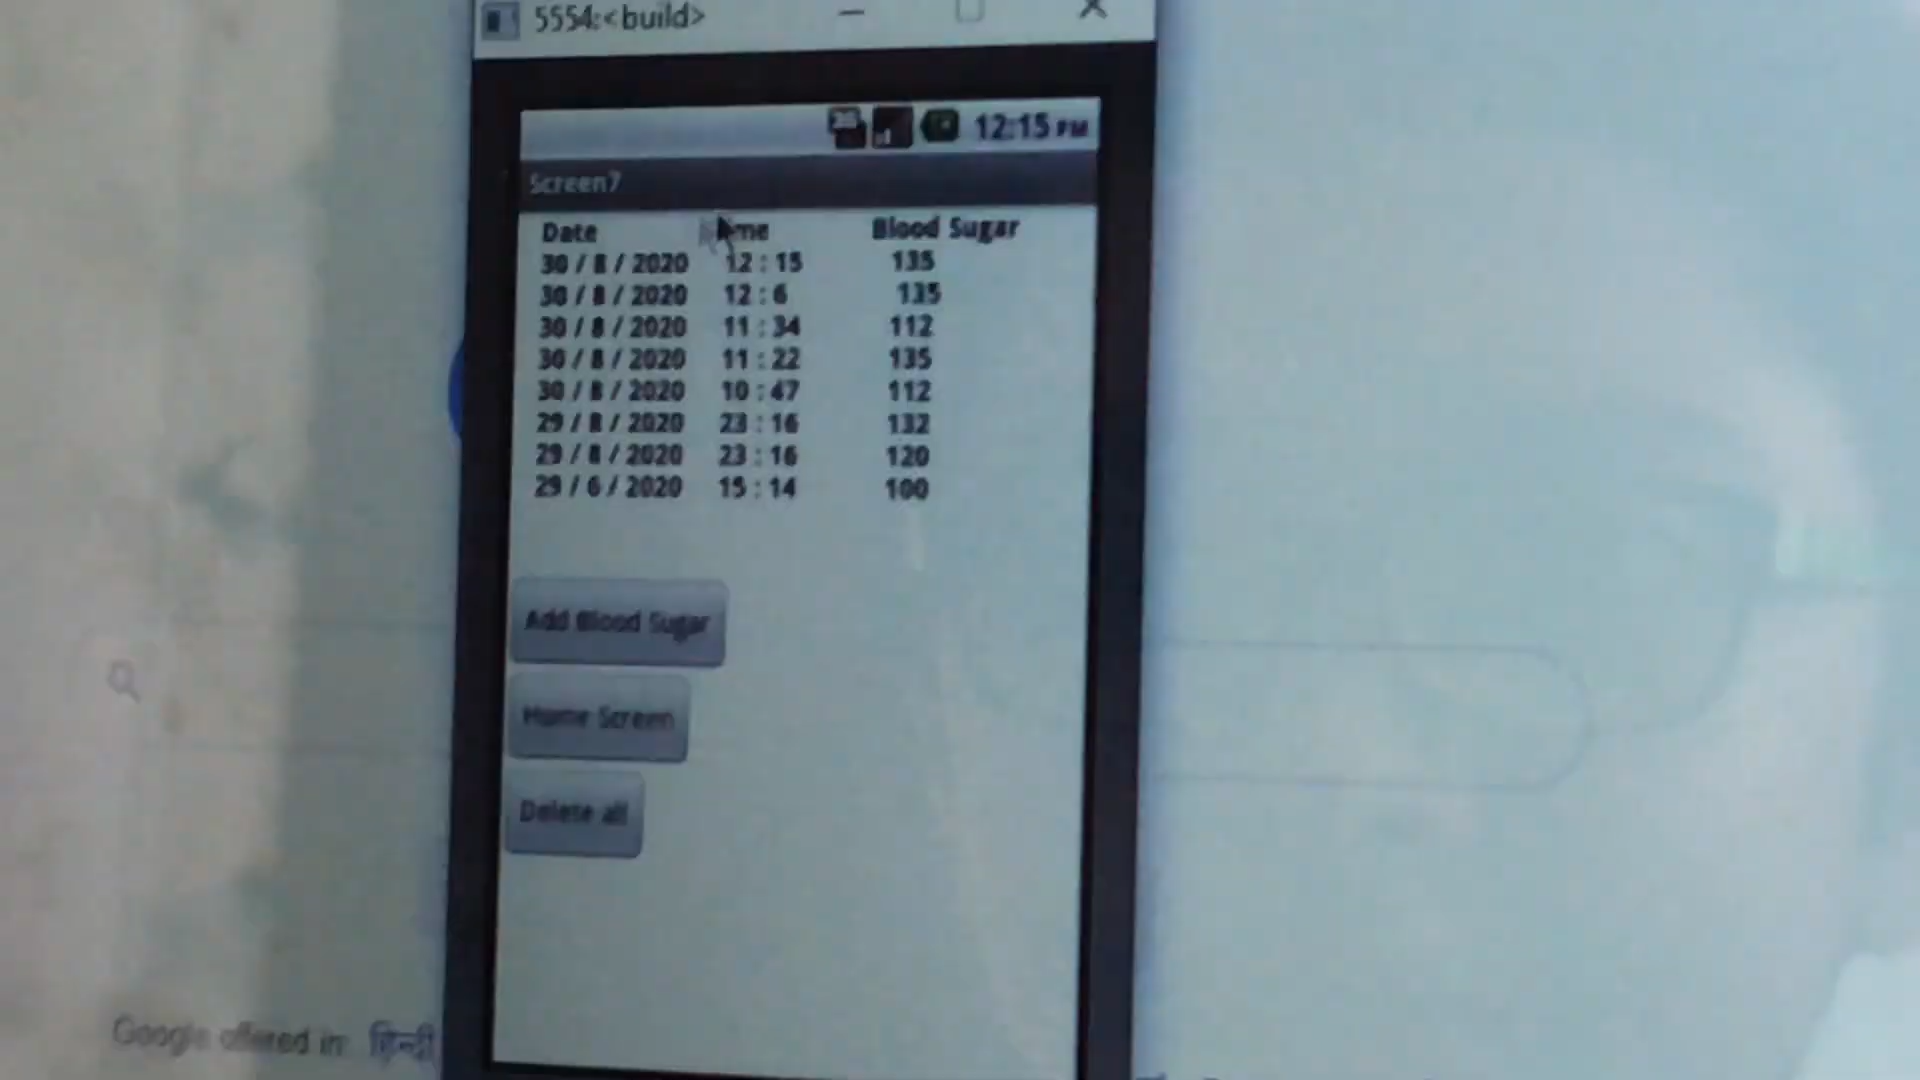 5554:<build>
12:15 PM
Screen7
Date Blood Sugar
30 / 8 / 2020 12 : 15 135
30 / 8 / 2020 12 : 6 135
30 / 8 / 2020 11 : 34 112
30 / 8 / 2020 11 : 22 135
30 / 8 / 2020 10 : 47 112
29 / 8 / 2020 23 : 16 132
29 / 8 / 2020 23 : 16 120
29 / 6 / 2020 15 : 14 100
Add Blood Sugar
Home Screen
Delete all
Google offered in: हिन्दी